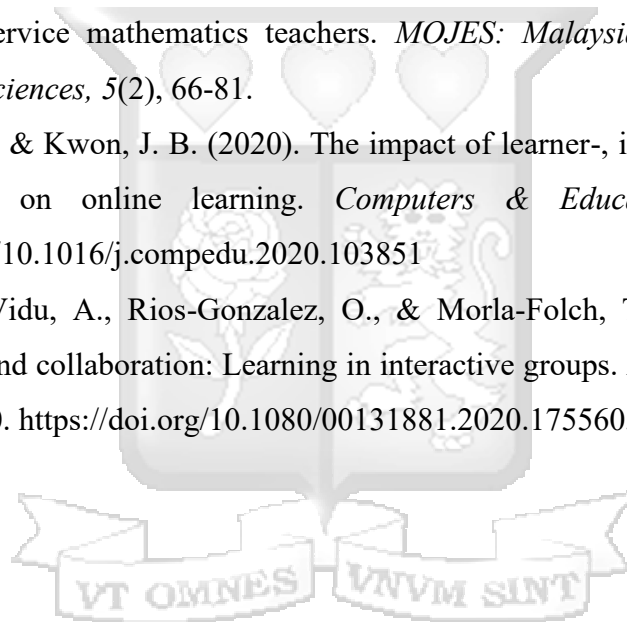 ervice mathematics teachers. MOJES: Malaysi
ciences, 5(2), 66-81.
& Kwon, J. B. (2020). The impact of learner-, i
on online learning. Computers & Educ
/10.1016/j.compedu.2020.103851
Vidu, A., Rios-Gonzalez, O., & Morla-Folch, T
nd collaboration: Learning in interactive groups.
). https://doi.org/10.1080/00131881.2020.175560
VT OMNES VNVM SINT